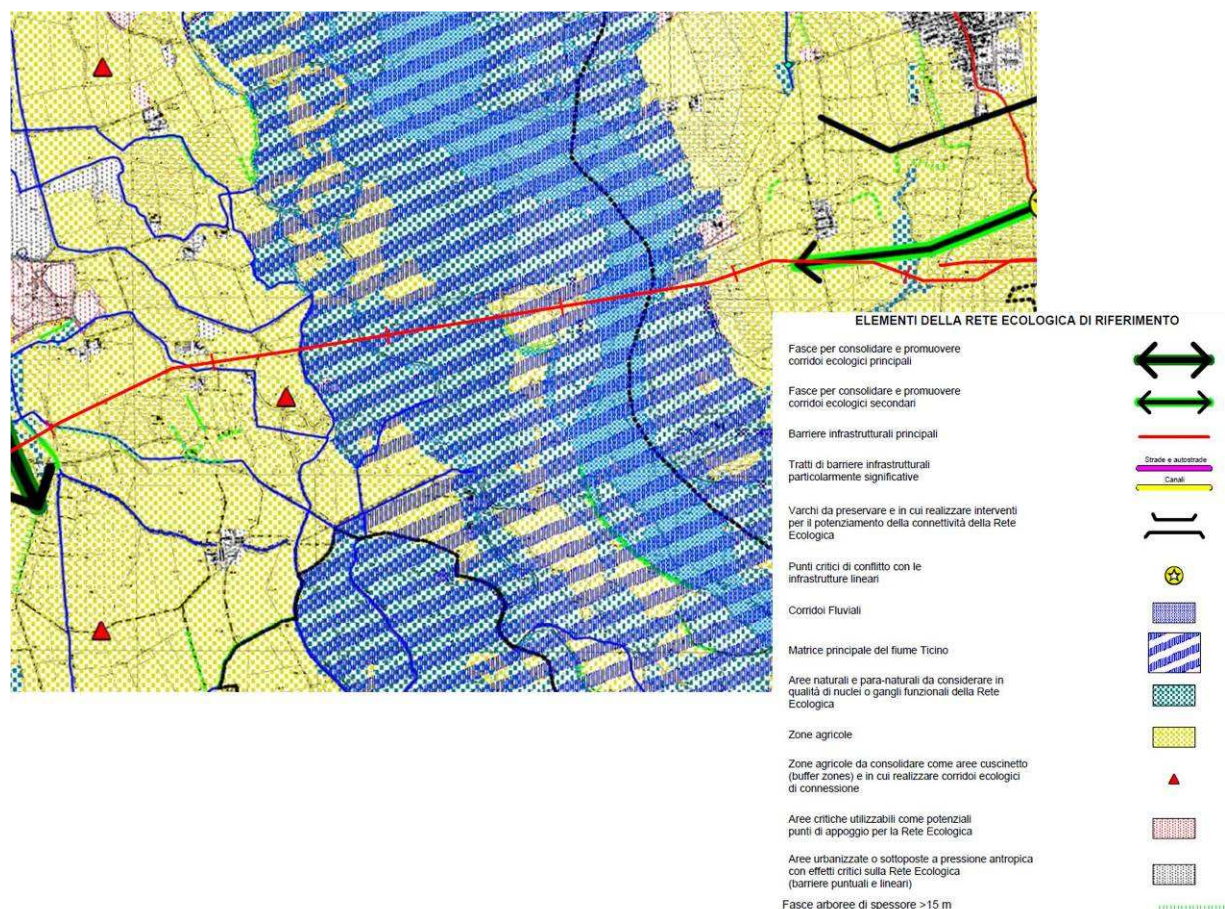 ELEMENTI DELLA RETE ECOLOGICA DI RIFERIMENTO
Fasce per consolidare e promuovere
corridoi ecologici principali
Fasce per consolidare e promuovere
corridoi ecologici secondari
Barriere infrastrutturali principali
Tratti di barriere infrastrutturali
particolarmente significative
Strade e autostrade
Canali
Varchi da preservare e in cui realizzare interventi
per il potenziamento della connettività della Rete
Ecologica
Punti critici di conflitto con le
infrastrutture lineari
Corridoi Fluviali
Matrice principale del fiume Ticino
Aree naturali e para-naturali da considerare in
qualità di nuclei o gangli funzionali della Rete
Ecologica
Zone agricole
Zone agricole da consolidare come aree cuscinetto
(buffer zones) e in cui realizzare corridoi ecologici
di connessione
Aree critiche utilizzabili come potenziali
punti di appoggio per la Rete Ecologica
Aree urbanizzate o sottoposte a pressione antropica
con effetti critici sulla Rete Ecologica
(barriere puntuali e lineari)
Fasce arboree di spessore >15 m